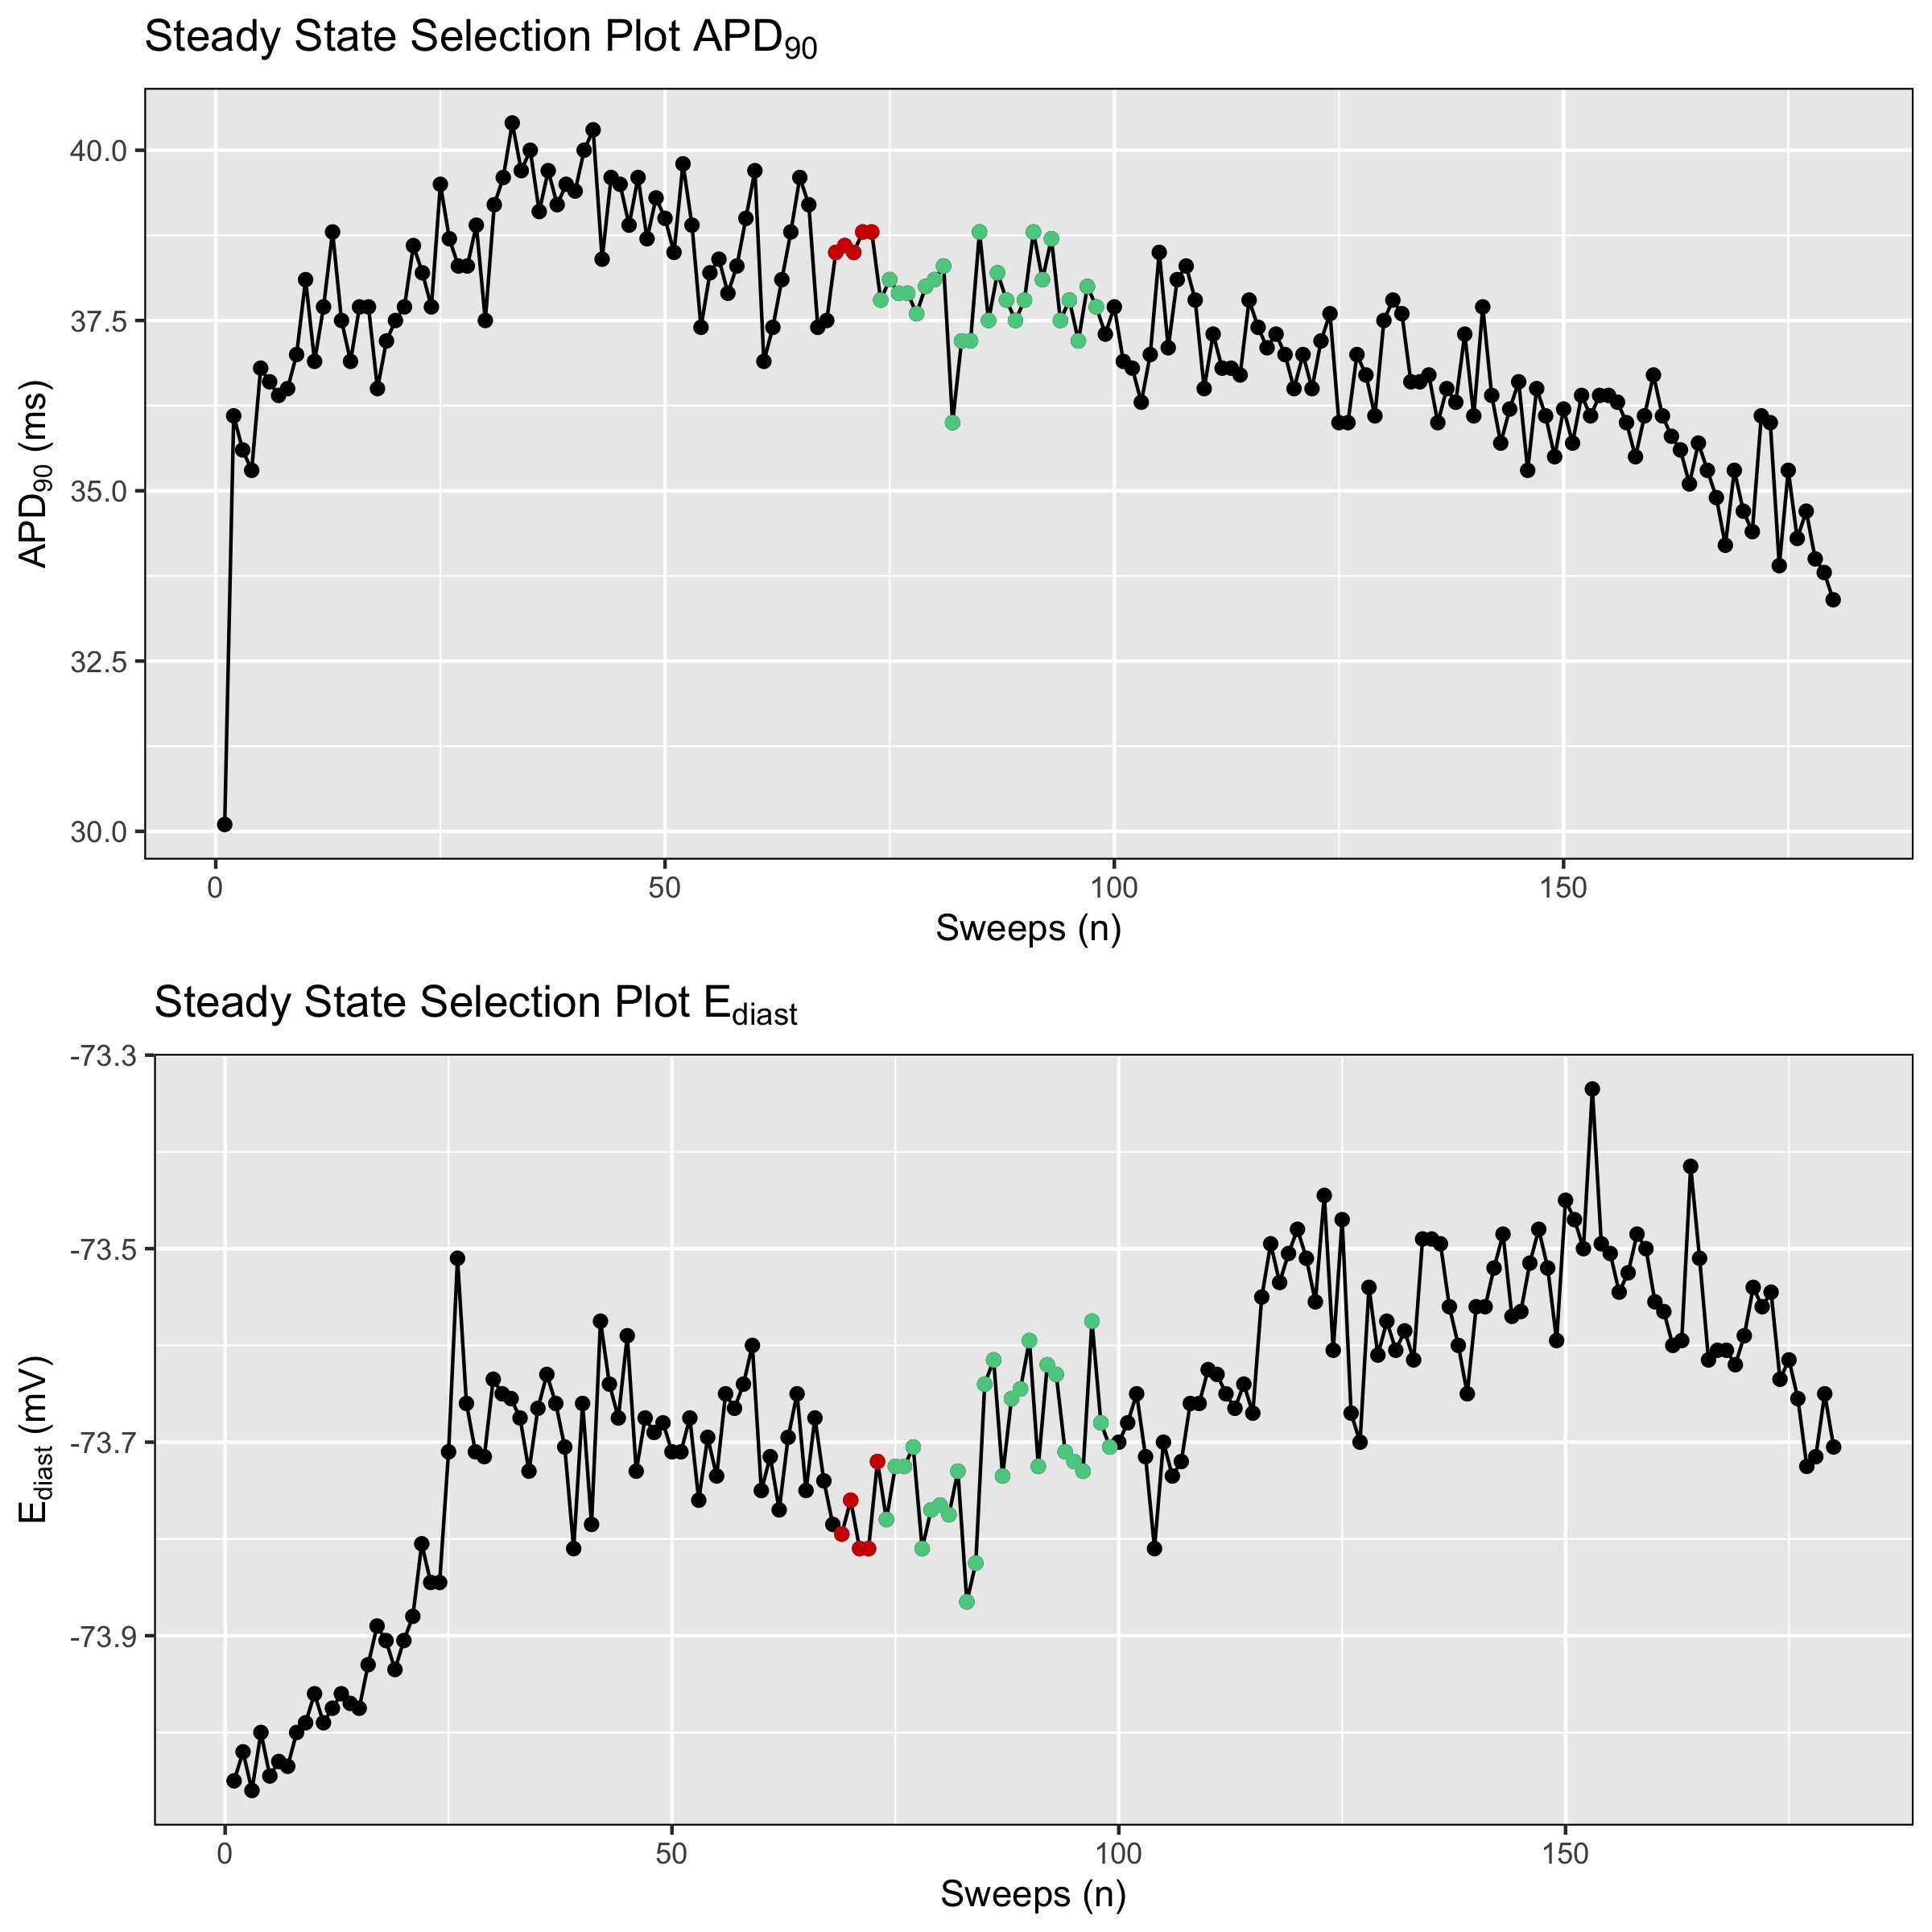 Steady State Selection Plot APD90
APD90 (ms)
40.0
37.5
35.0
32.5
30.0
0 50 100 150
Sweeps (n)
Steady State Selection Plot Ediast
Ediast (mV)
-73.3
-73.5
-73.7
-73.9
0 50 100 150
Sweeps (n)